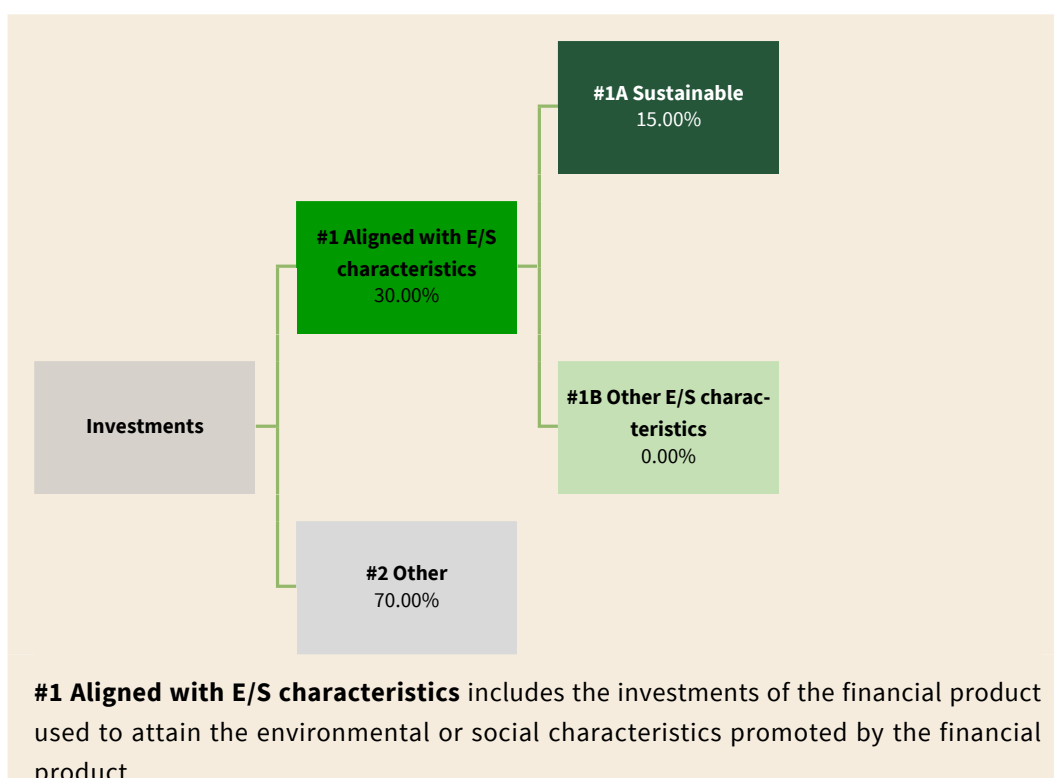 #1A Sustainable
15.00%
#1 Aligned with E/S
characteristics
30.00%
Investments
#1B Other E/S charac-
teristics
0.00%
#2 Other
70.00%
#1 Aligned with E/S characteristics includes the investments of the financial product
used to attain the environmental or social characteristics promoted by the financial
product